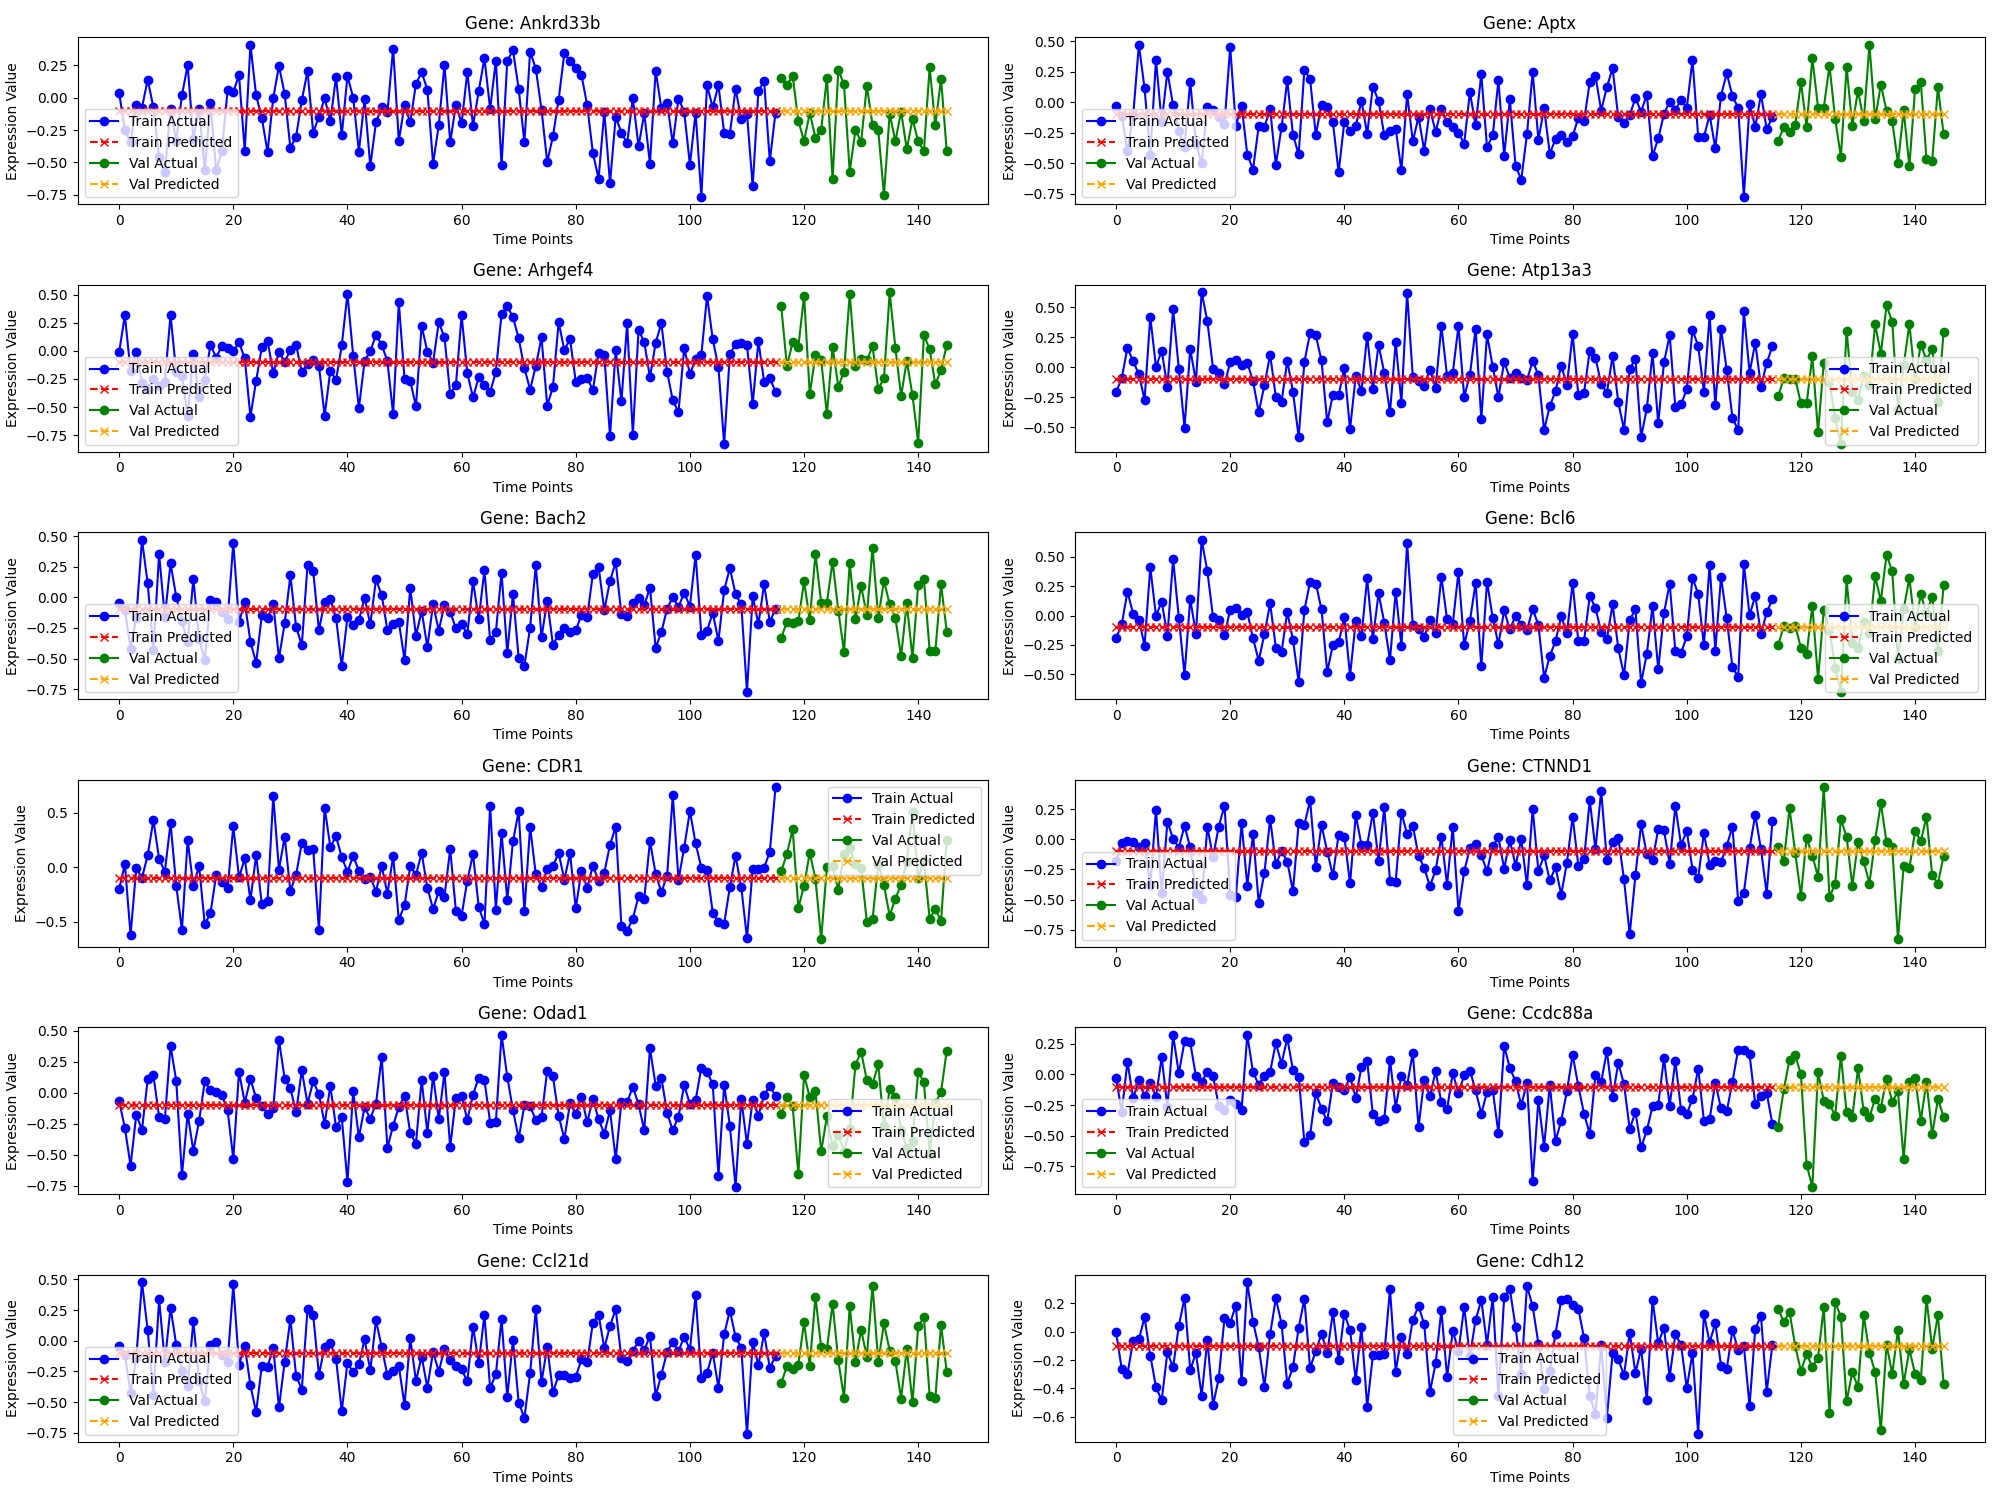 Gene: Ankrd33b
Expression Value
0.25
0.00
−0.25
−0.50
−0.75
Train Actual
Train Predicted
Val Actual
Val Predicted
0 20 40 60 80 100 120 140
Time Points
Gene: Aptx
Expression Value
0.50
0.25
0.00
−0.25
−0.50
−0.75
Train Actual
Train Predicted
Val Actual
Val Predicted
0 20 40 60 80 100 120 140
Time Points
Gene: Arhgef4
Expression Value
0.50
0.25
0.00
−0.25
−0.50
−0.75
Train Actual
Train Predicted
Val Actual
Val Predicted
0 20 40 60 80 100 120 140
Time Points
Gene: Atp13a3
Expression Value
0.50
0.25
0.00
−0.25
−0.50
Train Actual
Train Predicted
Val Actual
Val Predicted
0 20 40 60 80 100 120 140
Time Points
Gene: Bach2
Expression Value
0.50
0.25
0.00
−0.25
−0.50
−0.75
Train Actual
Train Predicted
Val Actual
Val Predicted
0 20 40 60 80 100 120 140
Time Points
Gene: Bcl6
Expression Value
0.50
0.25
0.00
−0.25
−0.50
Train Actual
Train Predicted
Val Actual
Val Predicted
0 20 40 60 80 100 120 140
Time Points
Gene: CDR1
Expression Value
0.5
0.0
−0.5
Train Actual
Train Predicted
Val Actual
Val Predicted
0 20 40 60 80 100 120 140
Time Points
Gene: CTNND1
Expression Value
0.25
0.00
−0.25
−0.50
−0.75
Train Actual
Train Predicted
Val Actual
Val Predicted
0 20 40 60 80 100 120 140
Time Points
Gene: Odad1
Expression Value
0.50
0.25
0.00
−0.25
−0.50
−0.75
Train Actual
Train Predicted
Val Actual
Val Predicted
0 20 40 60 80 100 120 140
Time Points
Gene: Ccdc88a
Expression Value
0.25
0.00
−0.25
−0.50
−0.75
Train Actual
Train Predicted
Val Actual
Val Predicted
0 20 40 60 80 100 120 140
Time Points
Gene: Ccl21d
Expression Value
0.50
0.25
0.00
−0.25
−0.50
−0.75
Train Actual
Train Predicted
Val Actual
Val Predicted
0 20 40 60 80 100 120 140
Time Points
Gene: Cdh12
Expression Value
0.2
0.0
−0.2
−0.4
−0.6
Train Actual
Train Predicted
Val Actual
Val Predicted
0 20 40 60 80 100 120 140
Time Points